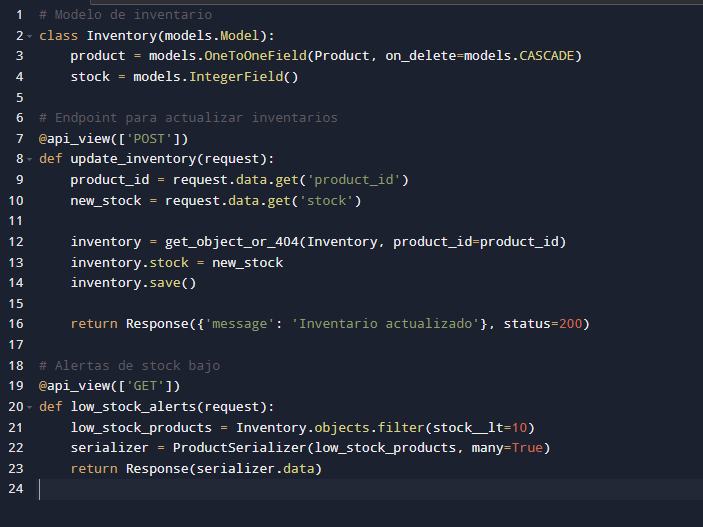 1 # Modelo de inventario
2 class Inventory(models.Model):
3     product = models.OneToOneField(Product, on_delete=models.CASCADE)
4     stock = models.IntegerField()
5
6 # Endpoint para actualizar inventarios
7 @api_view(['POST'])
8 def update_inventory(request):
9     product_id = request.data.get('product_id')
10     new_stock = request.data.get('stock')
11
12     inventory = get_object_or_404(Inventory, product_id=product_id)
13     inventory.stock = new_stock
14     inventory.save()
15
16     return Response({'message': 'Inventario actualizado'}, status=200)
17
18 # Alertas de stock bajo
19 @api_view(['GET'])
20 def low_stock_alerts(request):
21     low_stock_products = Inventory.objects.filter(stock__lt=10)
22     serializer = ProductSerializer(low_stock_products, many=True)
23     return Response(serializer.data)
24